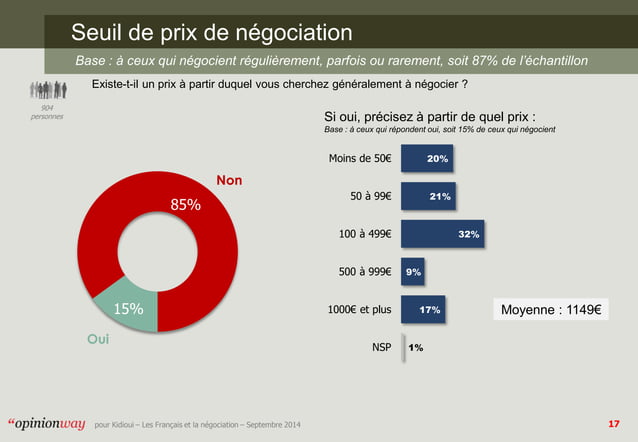 Seuil de prix de négociation
Base : à ceux qui négocient régulièrement, parfois ou rarement, soit 87% de l'échantillon
Existe-t-il un prix à partir duquel vous cherchez généralement à négocier ?
904
personnes
Si oui, précisez à partir de quel prix :
Base : à ceux qui répondent oui, soit 15% de ceux qui négocient
Non
85%
15%
Oui
Moins de 50€ 20%
50 à 99€ 21%
100 à 499€ 32%
500 à 999€ 9%
1000€ et plus 17%
NSP 1%
Moyenne : 1149€
“opinionway pour Kidioui – Les Français et la négociation – Septembre 2014 17